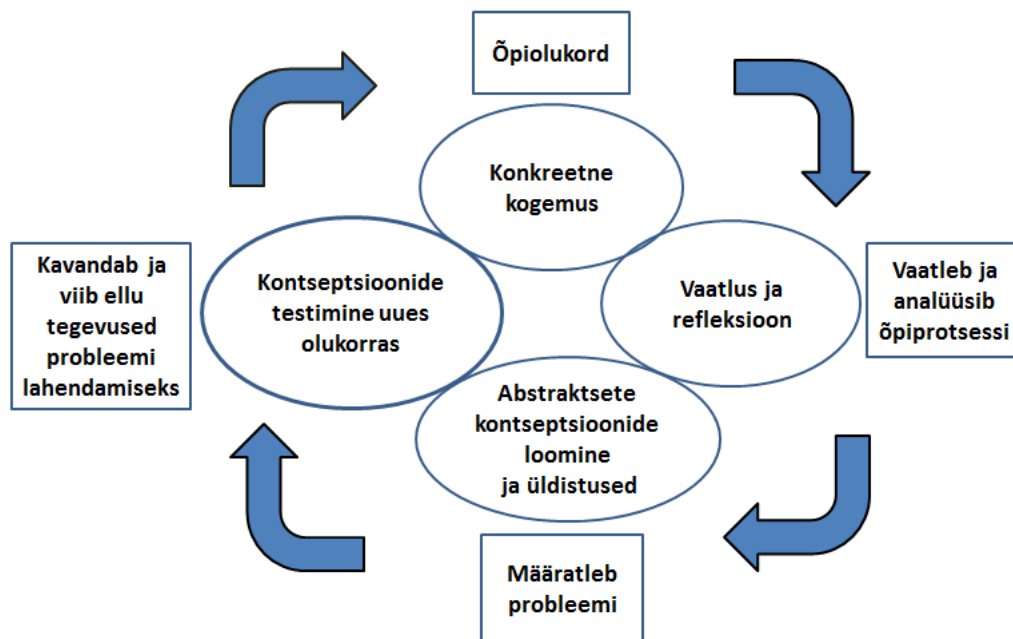 Õpiolukord
Konkreetne
kogemus
Kavandab ja
viib ellu
tegevused
probleemi
lahendamiseks
Kontseptsioonide
testimine uues
olukorras
Vaatlus ja
refleksioon
Vaatleb ja
analüüsib
õpiprotsessi
Abstraktsete
kontseptsioonide
loomine
ja üldistused
Määratleb
probleemi